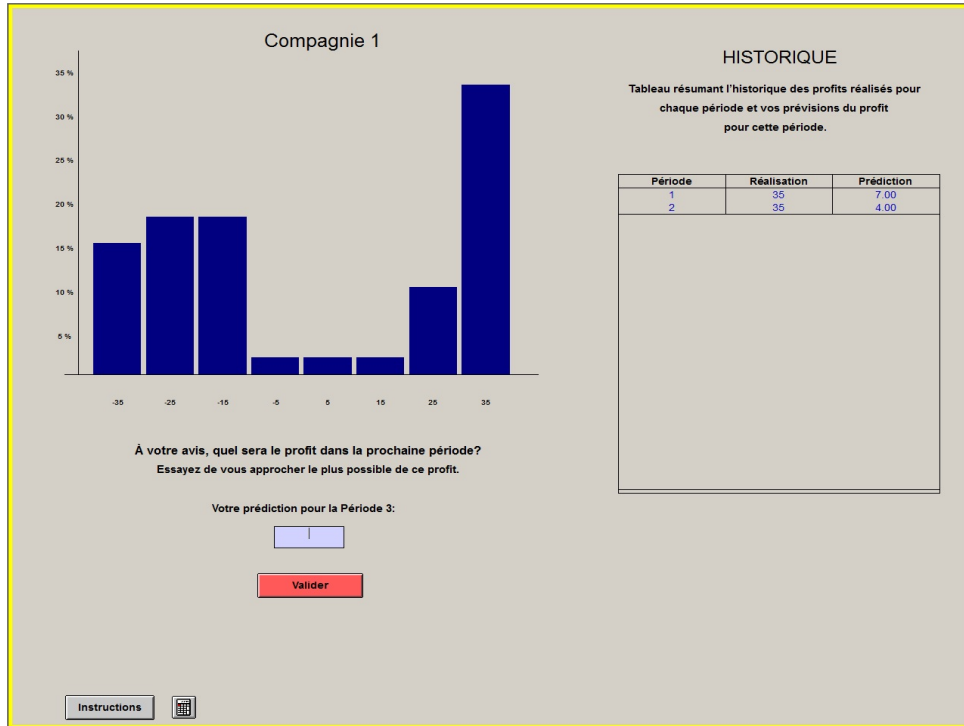 Compagnie 1
35 %
30 %
25 %
20 %
15 %
10 %
5 %
-35 -25 -15 -5 5 15 25 35
À votre avis, quel sera le profit dans la prochaine période?
Essayez de vous approcher le plus possible de ce profit.
Votre prédiction pour la Période 3:
Valider
Instructions
HISTORIQUE
Tableau résumant l'historique des profits réalisés pour
chaque période et vos prévisions du profit
pour cette période.
Période Réalisation Prédiction
1 35 7.00
2 35 4.00